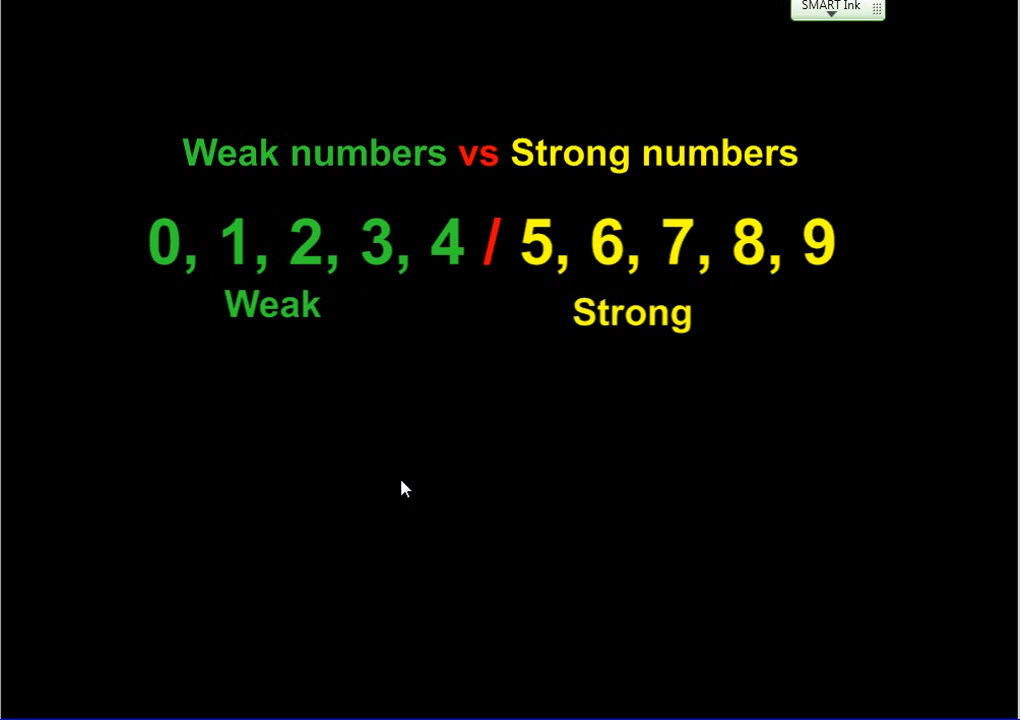 SMART Ink
Weak numbers vs Strong numbers
0, 1, 2, 3, 4 / 5, 6, 7, 8, 9
Weak Strong